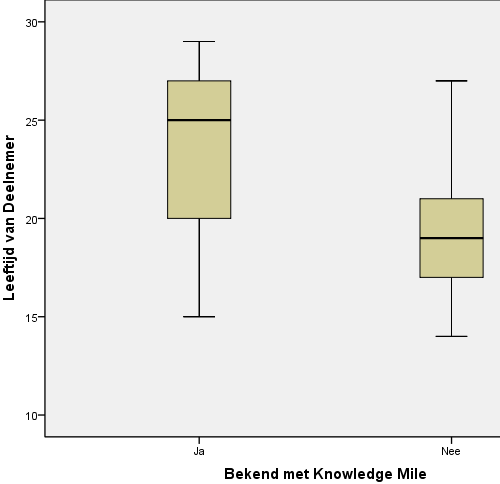 Leeftijd van Deelnemer
30
25
20
15
10
Ja
Nee
Bekend met Knowledge Mile